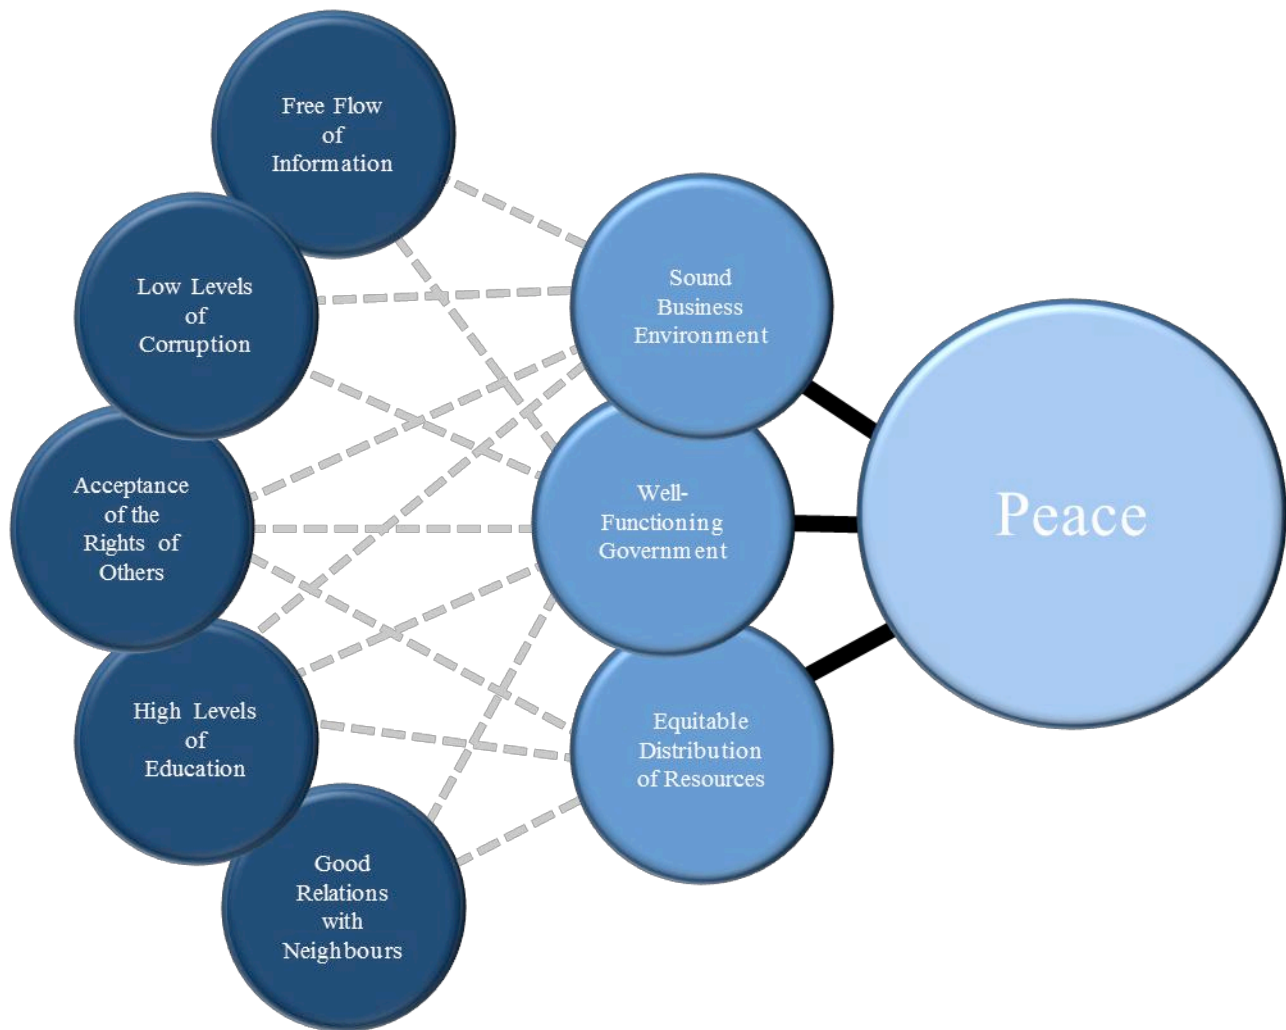 Free Flow
of
Information
Low Levels
of
Corruption
Acceptance
of the
Rights of
Others
High Levels
of
Education
Good
Relations
with
Neighbours
Sound
Business
Environment
Well-
Functioning
Government
Equitable
Distribution
of Resources
Peace